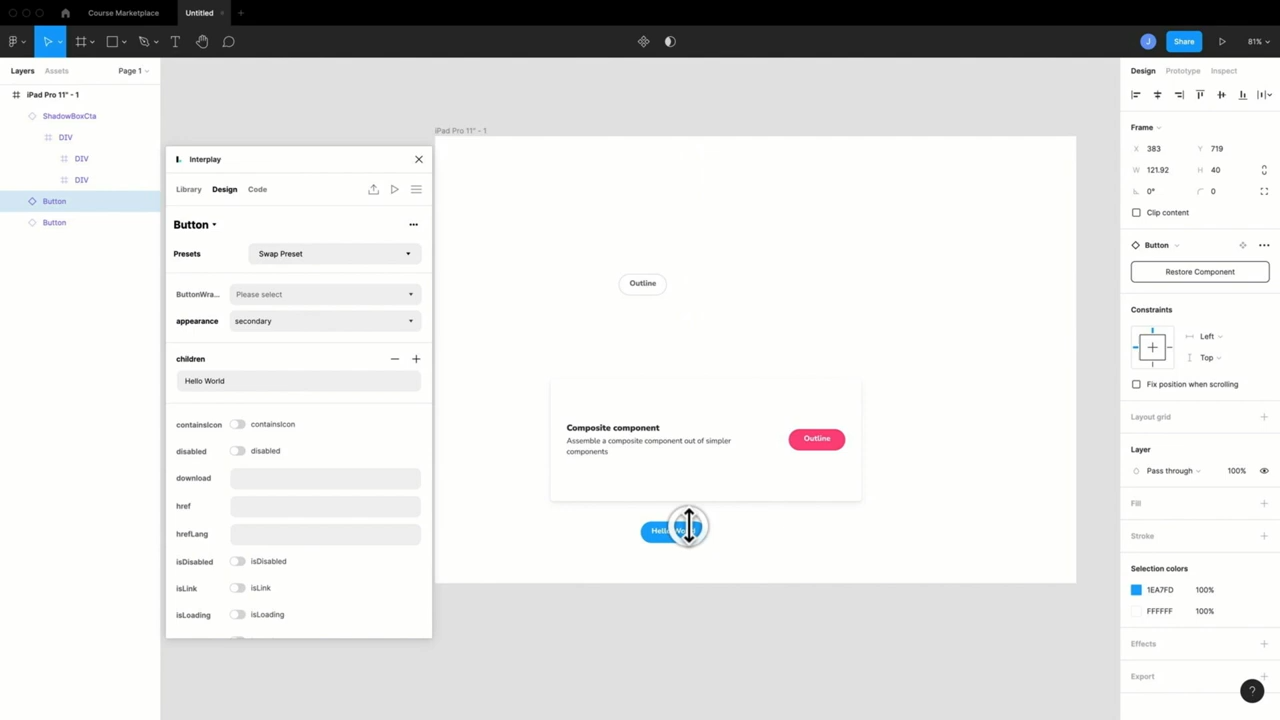 Course Marketplace
Untitled
Share
J
81%
Layers
Assets
Page 1
iPad Pro 11" - 1
ShadowBoxCta
DIV
DIV
DIV
Button
Button
Interplay
Library
Design
Code
Button
Presets
Swap Preset
ButtonWra...
Please select
appearance
secondary
children
Hello World
containsIcon
containsIcon
disabled
disabled
download
href
hrefLang
isDisabled
isDisabled
isLink
isLink
isLoading
isLoading
iPad Pro 11" - 1
Outline
Composite component
Assemble a composite component out of simpler
components
Outline
Hello World
Design
Prototype
Inspect
Frame
X
383
Y
719
W
121.92
H
40
0°
0
Clip content
Button
Restore Component
Constraints
Left
Top
Fix position when scrolling
Layout grid
Layer
Pass through
100%
Fill
Stroke
Selection colors
1EA7FD
100%
FFFFFF
100%
Effects
Export
?